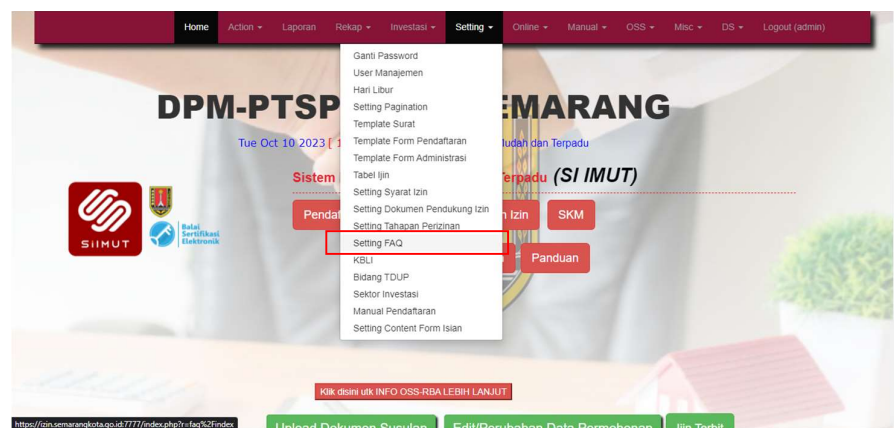 Home Action Laporan Rekap Investasi Setting Online Manual OSS Misc DS Logout (admin)
Ganti Password
User Manajemen
Hari Libur
Setting Pagination
Template Surat
Template Form Pendaftaran
Template Form Administrasi
Tabel Ijin
Setting Syarat Izin
Setting Dokumen Pendukung Izin
Setting Tahapan Perizinan
Setting FAQ
KBLI
Bidang TDUP
Sektor Investasi
Manual Pendaftaran
Setting Content Form Isian
DPM-PTSP EMARANG
Tue Oct 10 2023 [ 1 dan Terpadu
Sistem Terpadu (SI IMUT)
SIIMUT
Balai
Sertifikasi
Elektronik
Izin SKM
Panduan
Klik disini utk INFO OSS-RBA LEBIH LANJUT
https://izin.semarangkota.go.id:7777/index.php?r=faq%2Findex
Upload Dokumen Susulan Edit/Perubahan Data Permohonan Ijin Terbit